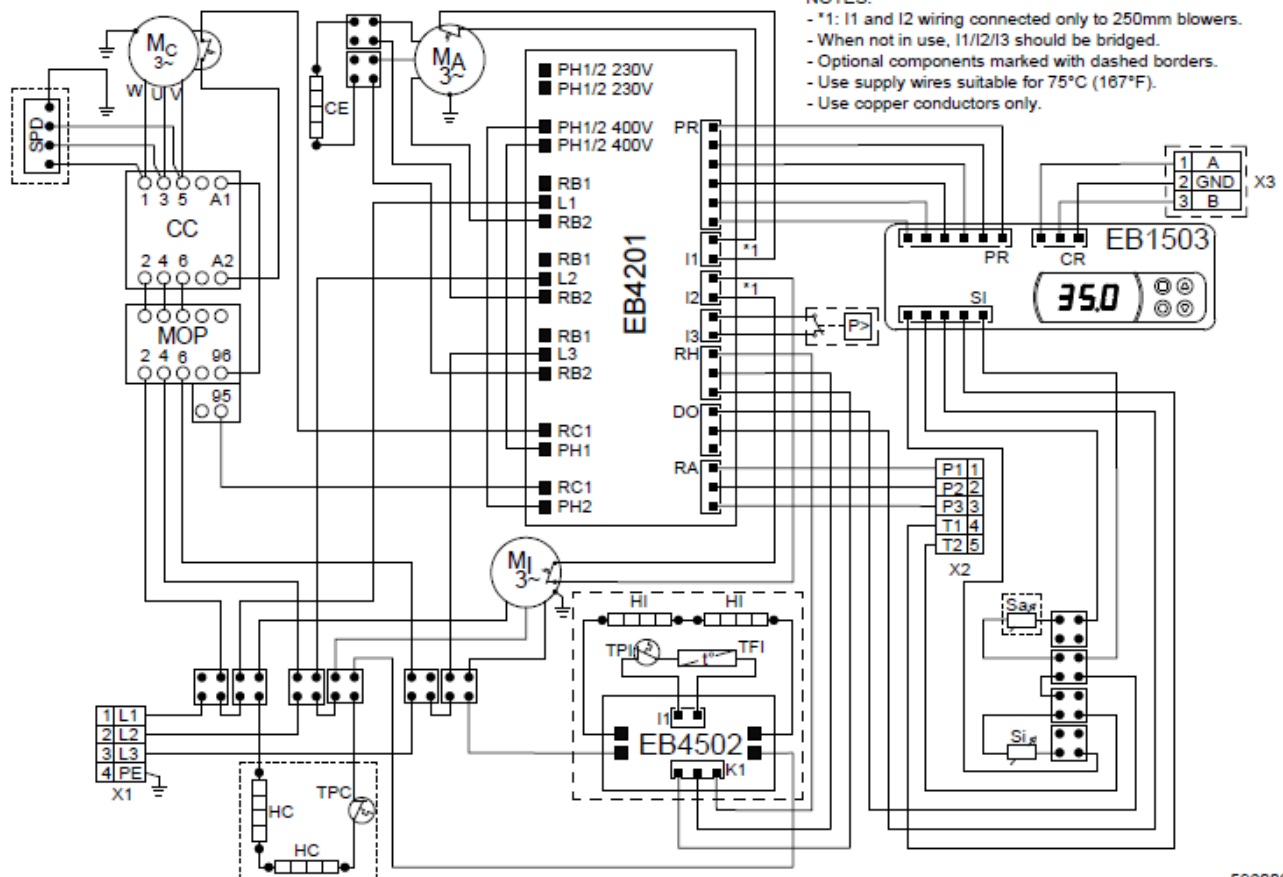 NOTES:
- *1: I1 and I2 wiring connected only to 250mm blowers.
- When not in use, I1/I2/I3 should be bridged.
- Optional components marked with dashed borders.
- Use supply wires suitable for 75°C (167°F).
- Use copper conductors only.
MC
3~
W U V
SPD
1 3 5 A1
CC
2 4 6 A2
MOP
2 4 6 96
95
CE
MA
3~
PH1/2 230V
PH1/2 230V
PH1/2 400V
PH1/2 400V
RB1
L1
RB2
RB1
L2
RB2
RB1
L3
RB2
RC1
PH1
RC1
PH2
EB4201
PR
*1
I1
*1
I2
I3
RH
DO
RA
P>
1 A
2 GND
3 B
X3
EB1503
PR
CR
SI
35.0
P1 1
P2 2
P3 3
T1 4
T2 5
X2
Sa
Si
MI
3~
HI
HI
TPI
t°
TFI
I1
EB4502
K1
1 L1
2 L2
3 L3
4 PE
X1
TPC
HC
HC